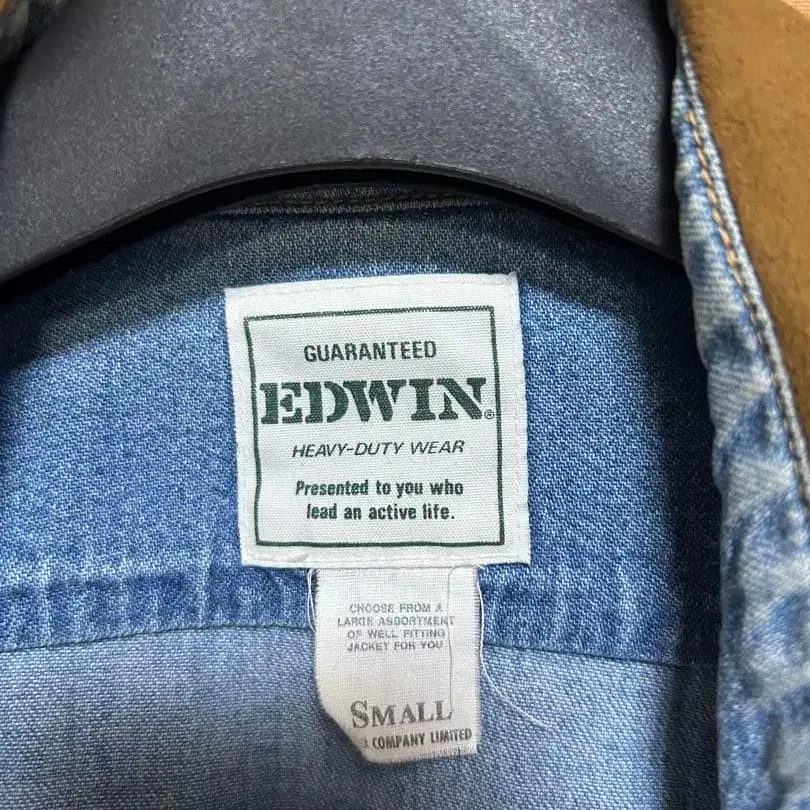 GUARANTEED
EDWIN®
HEAVY-DUTY WEAR
Presented to you who
lead an active life.
CHOOSE FROM A
LARGE ASSORTMENT
OF WELL FITTING
JACKET FOR YOU
SMALL
COMPANY LIMITED